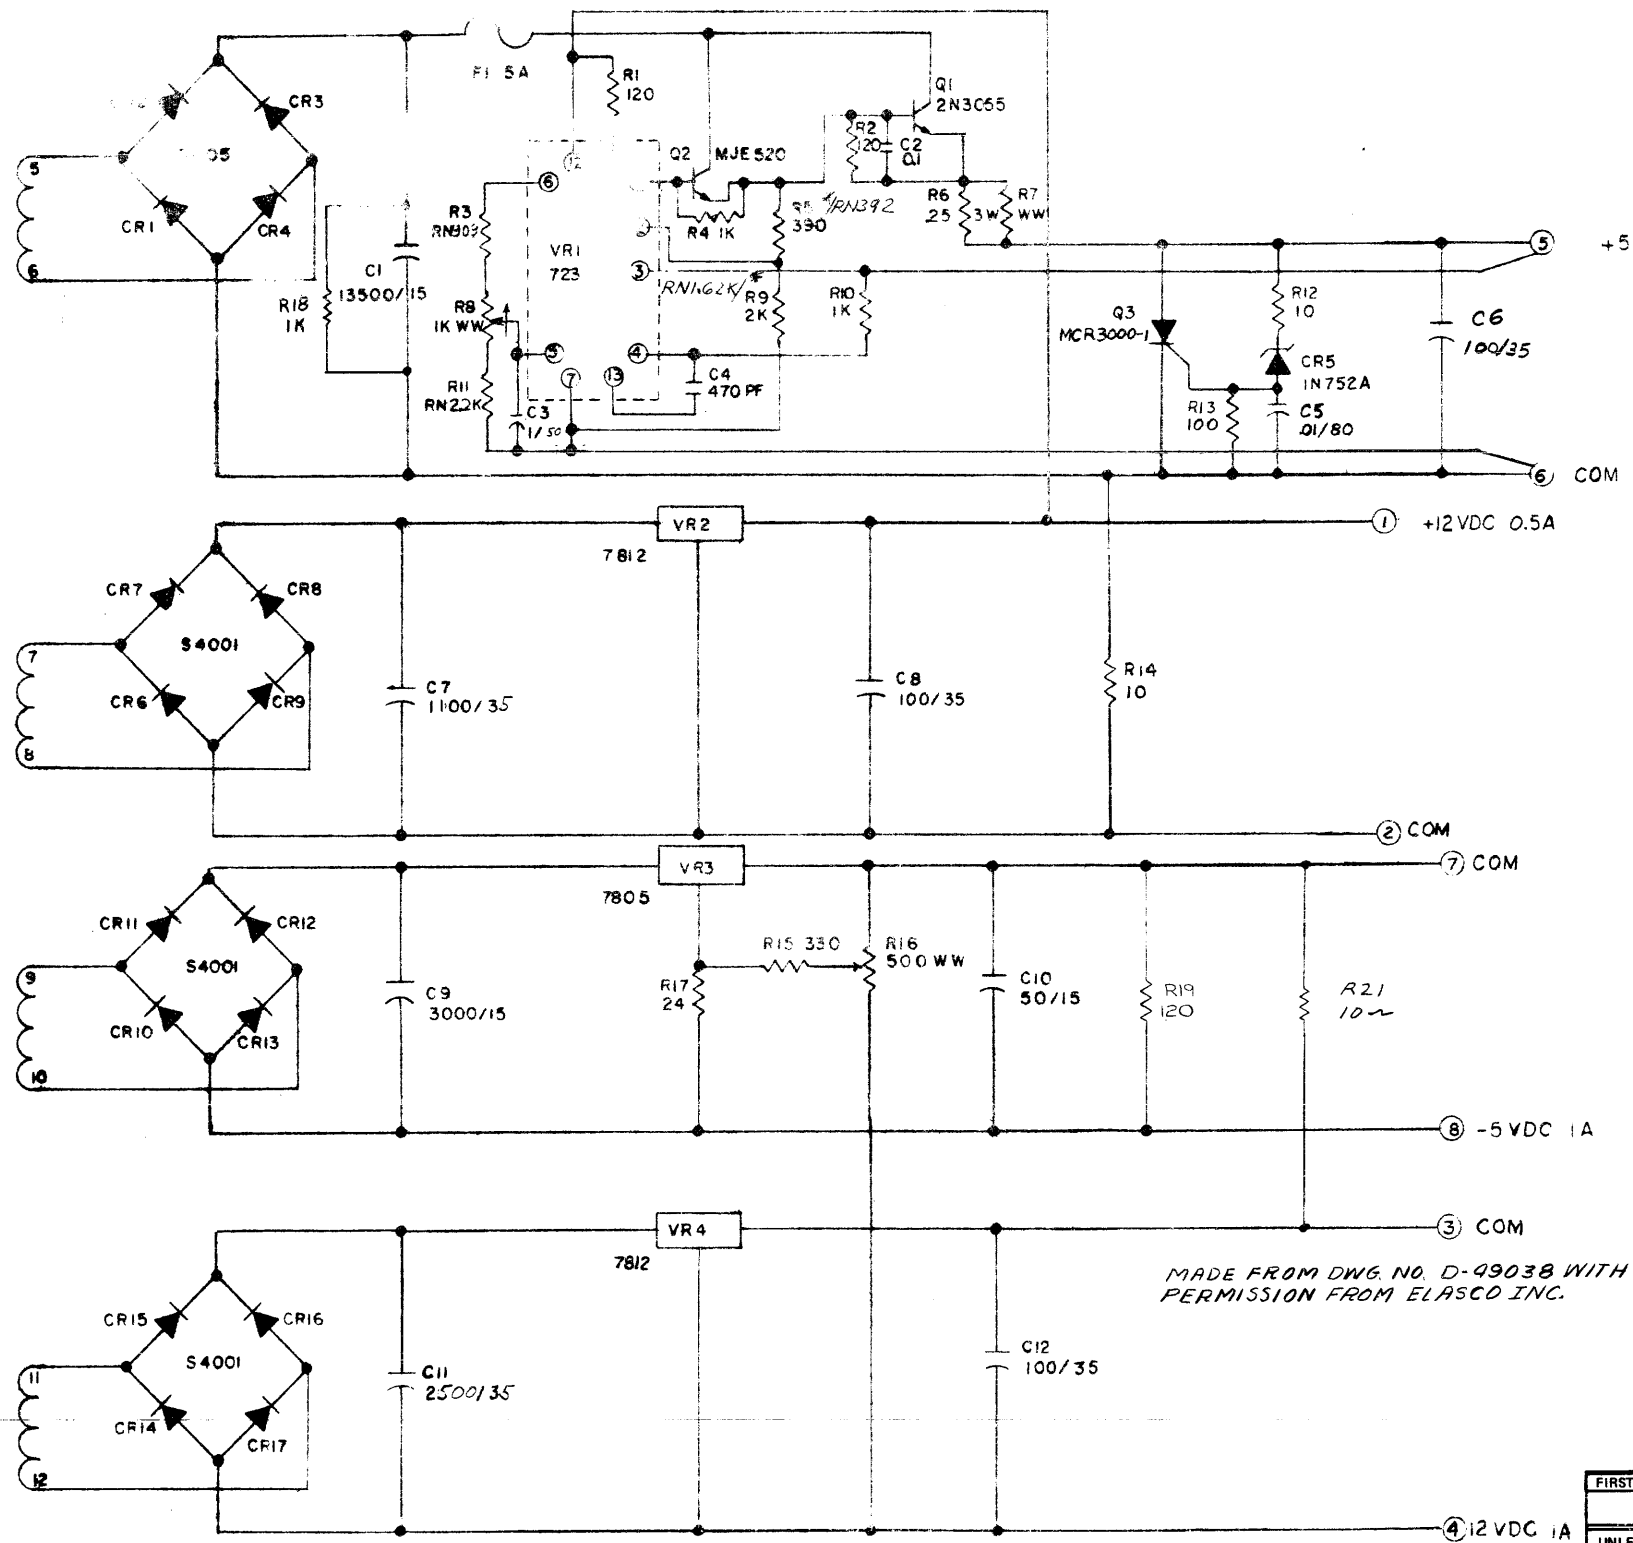 F1 5A
R1
120
CR3
CR1
CR4
5
6
R18
1K
C1
13500/15
R3
R8
1K WW
R11
C3
1/50
VR1
723
6
12
3
5
7
13
4
Q2
MJE520
R4 1K
390
R2
120
C2
Q1
2N3055
R6
.25
3W
R7
WW
RN392
R9
2K
R10
1K
C4
470 PF
Q3
MCR3000-1
R12
10
CR5
1N752A
R13
100
C5
.01/80
C6
100/35
5
+5
6
COM
CR7
CR8
S4001
CR6
CR9
7
8
C7
1100/35
VR2
7812
C8
100/35
R14
10
1
+12VDC 0.5A
2
COM
CR11
CR12
S4001
CR10
CR13
9
10
C9
3000/15
VR3
7805
R15 330
R16
500 WW
R17
24
C10
50/15
R19
120
R21
10~
7
COM
8
-5 VDC 1A
CR15
CR16
S4001
CR14
CR17
11
12
C11
2500/35
VR4
7812
C12
100/35
3
COM
MADE FROM DWG. NO. D-49038 WITH
PERMISSION FROM ELASCO INC.
4
12 VDC 1A
FIRST